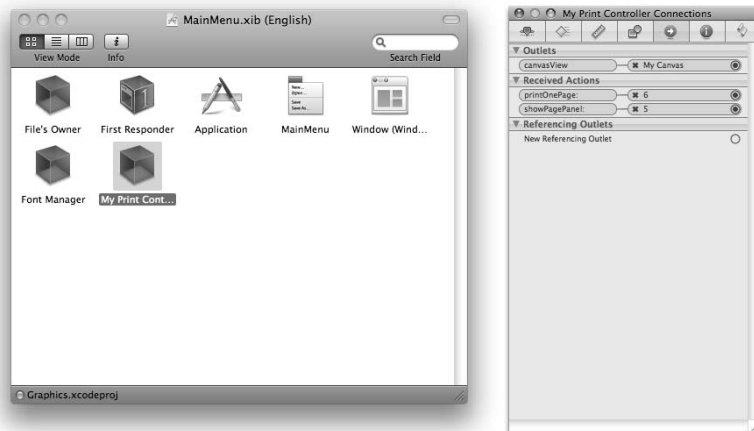 MainMenu.xib (English)
View Mode
Info
Search Field
File's Owner
First Responder
Application
MainMenu
Window (Wind...
Font Manager
My Print Cont...
Graphics.xcodeproj
My Print Controller Connections
Outlets
canvasView
My Canvas
Received Actions
printOnePage:
6
showPagePanel:
5
Referencing Outlets
New Referencing Outlet